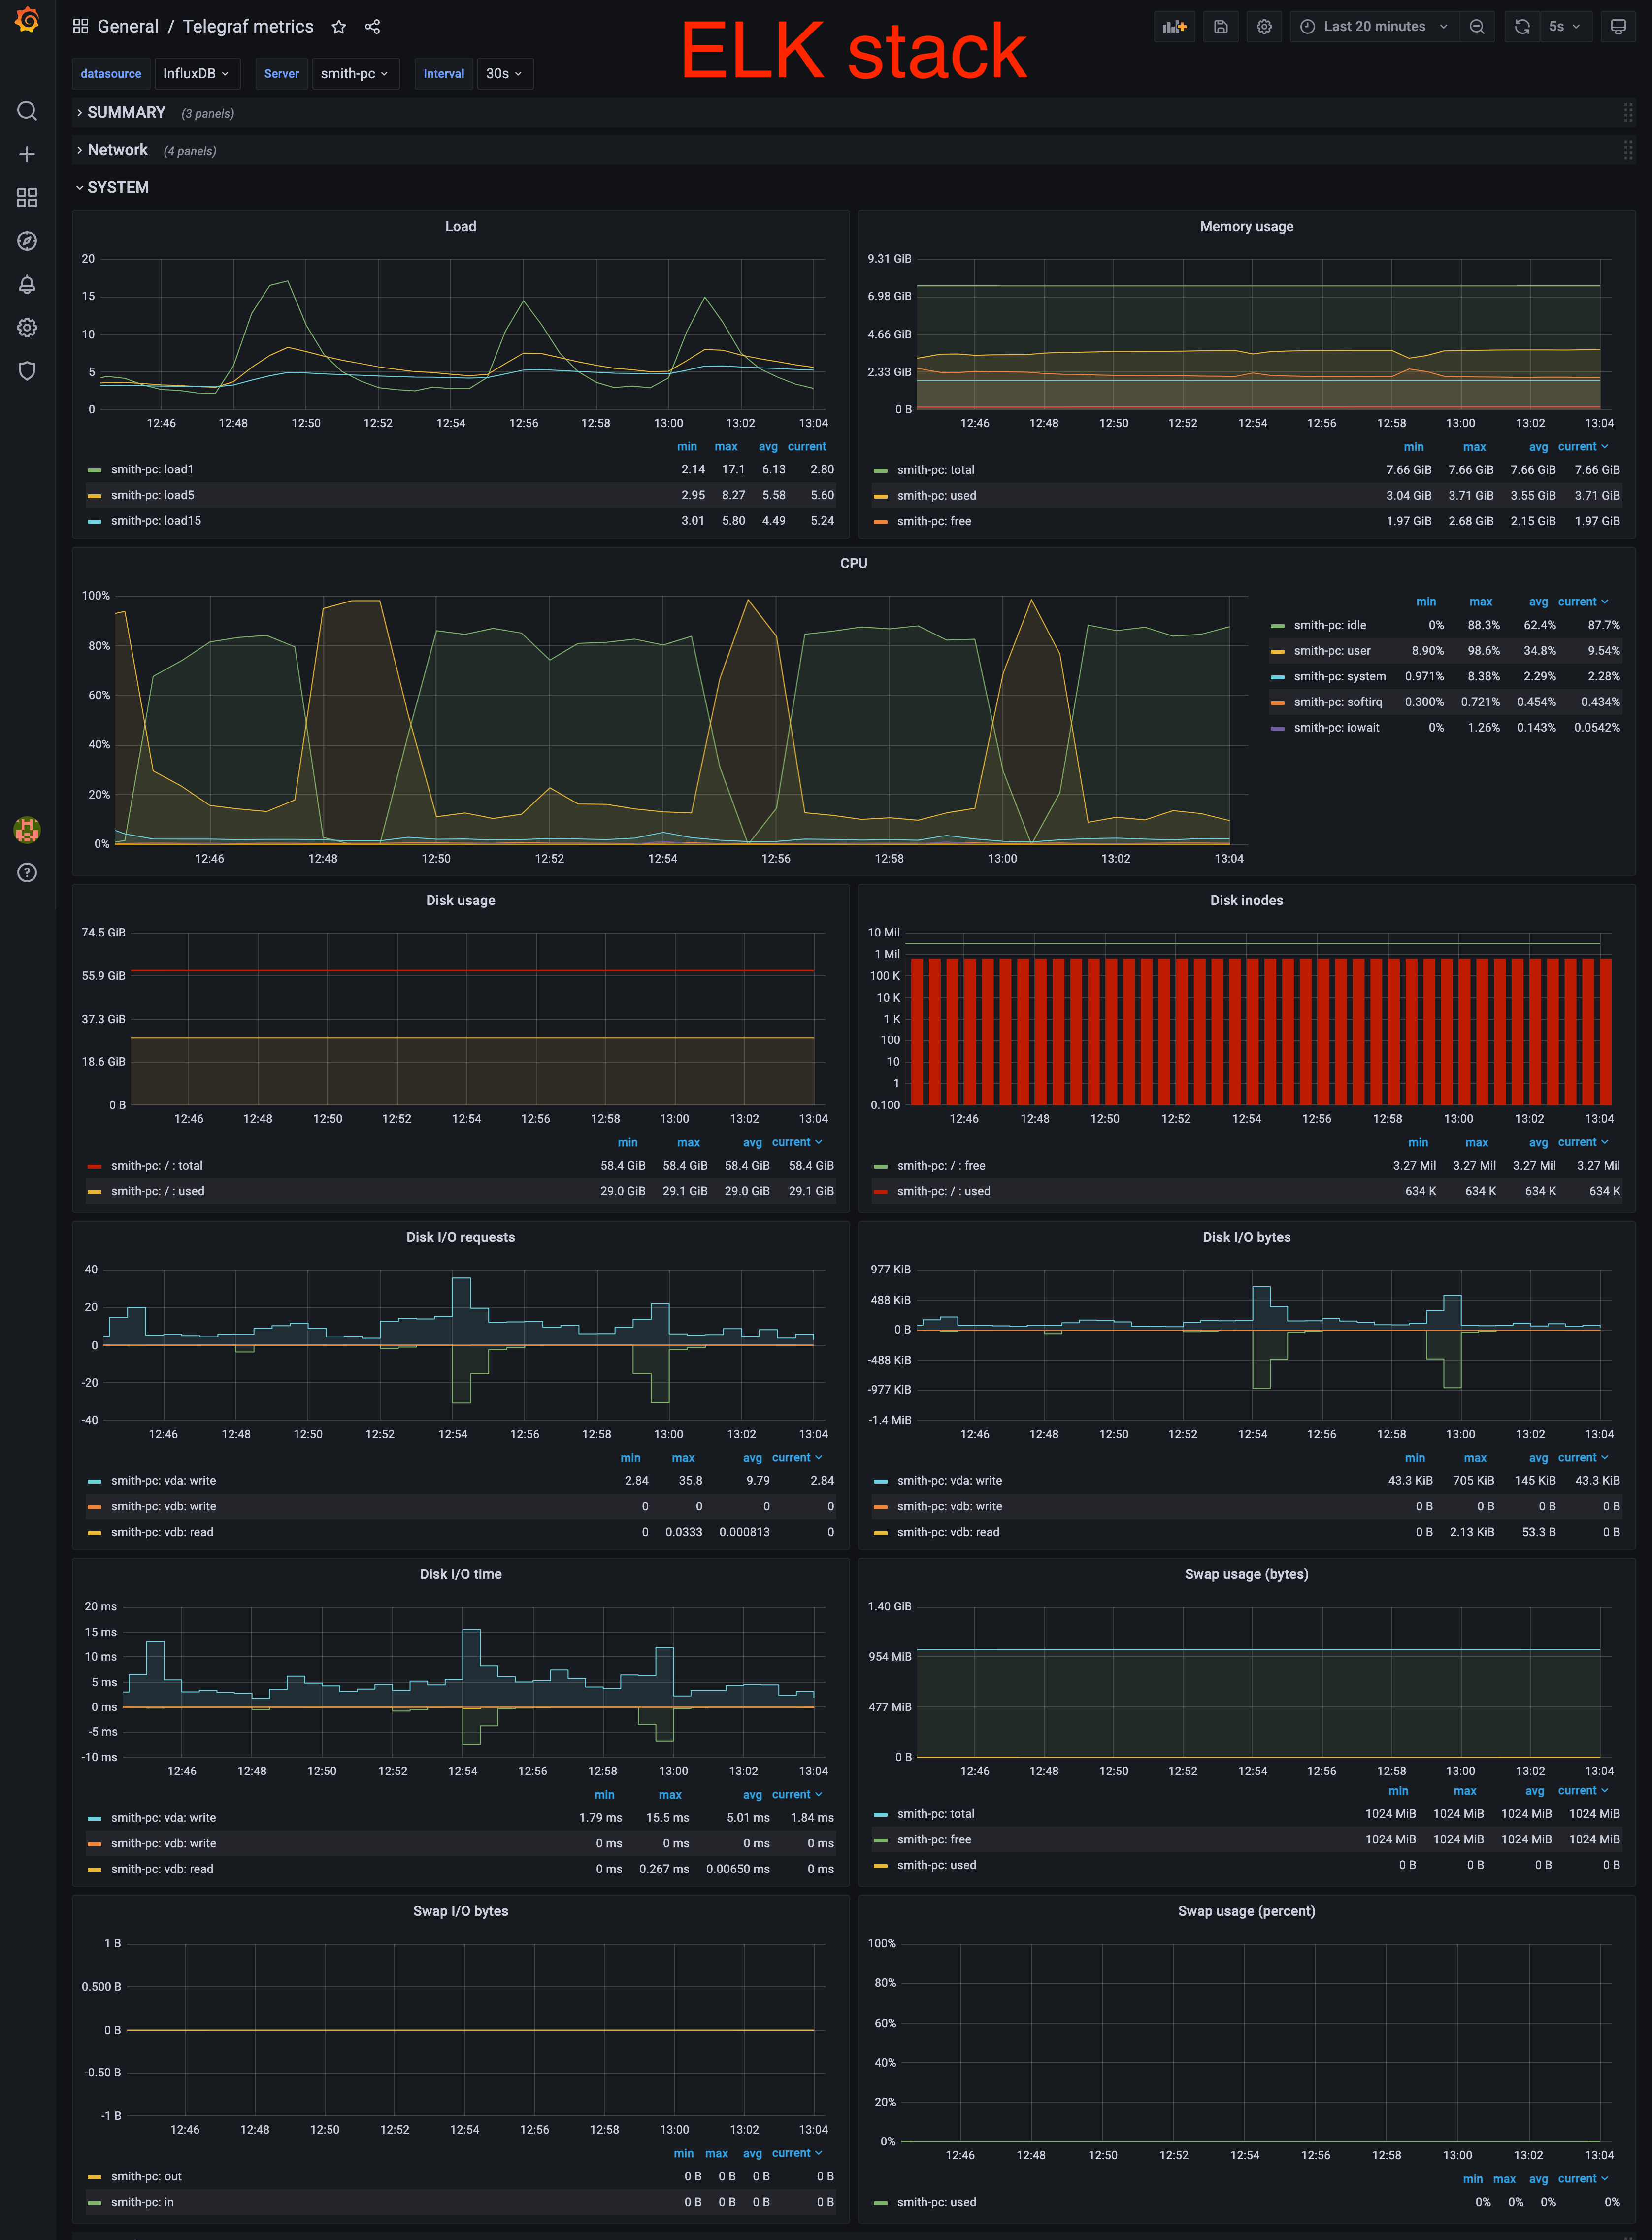 General / Telegraf metrics
ELK stack
Last 20 minutes
5s
datasource InfluxDB Server smith-pc Interval 30s
SUMMARY (3 panels)
Network (4 panels)
SYSTEM
Load
20
15
10
5
0
12:46 12:48 12:50 12:52 12:54 12:56 12:58 13:00 13:02 13:04
min max avg current
smith-pc: load1 2.14 17.1 6.13 2.80
smith-pc: load5 2.95 8.27 5.58 5.60
smith-pc: load15 3.01 5.80 4.49 5.24
Memory usage
9.31 GiB
6.98 GiB
4.66 GiB
2.33 GiB
0 B
12:46 12:48 12:50 12:52 12:54 12:56 12:58 13:00 13:02 13:04
min max avg current
smith-pc: total 7.66 GiB 7.66 GiB 7.66 GiB 7.66 GiB
smith-pc: used 3.04 GiB 3.71 GiB 3.55 GiB 3.71 GiB
smith-pc: free 1.97 GiB 2.68 GiB 2.15 GiB 1.97 GiB
CPU
100%
80%
60%
40%
20%
0%
12:46 12:48 12:50 12:52 12:54 12:56 12:58 13:00 13:02 13:04
min max avg current
smith-pc: idle 0% 88.3% 62.4% 87.7%
smith-pc: user 8.90% 98.6% 34.8% 9.54%
smith-pc: system 0.971% 8.38% 2.29% 2.28%
smith-pc: softirq 0.300% 0.721% 0.454% 0.434%
smith-pc: iowait 0% 1.26% 0.143% 0.0542%
Disk usage
74.5 GiB
55.9 GiB
37.3 GiB
18.6 GiB
0 B
12:46 12:48 12:50 12:52 12:54 12:56 12:58 13:00 13:02 13:04
min max avg current
smith-pc: / : total 58.4 GiB 58.4 GiB 58.4 GiB 58.4 GiB
smith-pc: / : used 29.0 GiB 29.1 GiB 29.0 GiB 29.1 GiB
Disk inodes
10 Mil
1 Mil
100 K
10 K
1 K
100
10
1
0.100
12:46 12:48 12:50 12:52 12:54 12:56 12:58 13:00 13:02 13:04
min max avg current
smith-pc: / : free 3.27 Mil 3.27 Mil 3.27 Mil 3.27 Mil
smith-pc: / : used 634 K 634 K 634 K 634 K
Disk I/O requests
40
20
0
-20
-40
12:46 12:48 12:50 12:52 12:54 12:56 12:58 13:00 13:02 13:04
min max avg current
smith-pc: vda: write 2.84 35.8 9.79 2.84
smith-pc: vdb: write 0 0 0 0
smith-pc: vdb: read 0 0.0333 0.000813 0
Disk I/O bytes
977 KiB
488 KiB
0 B
-488 KiB
-977 KiB
-1.4 MiB
12:46 12:48 12:50 12:52 12:54 12:56 12:58 13:00 13:02 13:04
min max avg current
smith-pc: vda: write 43.3 KiB 705 KiB 145 KiB 43.3 KiB
smith-pc: vdb: write 0 B 0 B 0 B 0 B
smith-pc: vdb: read 0 B 2.13 KiB 53.3 B 0 B
Disk I/O time
20 ms
15 ms
10 ms
5 ms
0 ms
-5 ms
-10 ms
12:46 12:48 12:50 12:52 12:54 12:56 12:58 13:00 13:02 13:04
min max avg current
smith-pc: vda: write 1.79 ms 15.5 ms 5.01 ms 1.84 ms
smith-pc: vdb: write 0 ms 0 ms 0 ms 0 ms
smith-pc: vdb: read 0 ms 0.267 ms 0.00650 ms 0 ms
Swap usage (bytes)
1.40 GiB
954 MiB
477 MiB
0 B
12:46 12:48 12:50 12:52 12:54 12:56 12:58 13:00 13:02 13:04
min max avg current
smith-pc: total 1024 MiB 1024 MiB 1024 MiB 1024 MiB
smith-pc: free 1024 MiB 1024 MiB 1024 MiB 1024 MiB
smith-pc: used 0 B 0 B 0 B 0 B
Swap I/O bytes
1 B
0.500 B
0 B
-0.50 B
-1 B
12:46 12:48 12:50 12:52 12:54 12:56 12:58 13:00 13:02 13:04
min max avg current
smith-pc: out 0 B 0 B 0 B 0 B
smith-pc: in 0 B 0 B 0 B 0 B
Swap usage (percent)
100%
80%
60%
40%
20%
0%
12:46 12:48 12:50 12:52 12:54 12:56 12:58 13:00 13:02 13:04
min max avg current
smith-pc: used 0% 0% 0% 0%